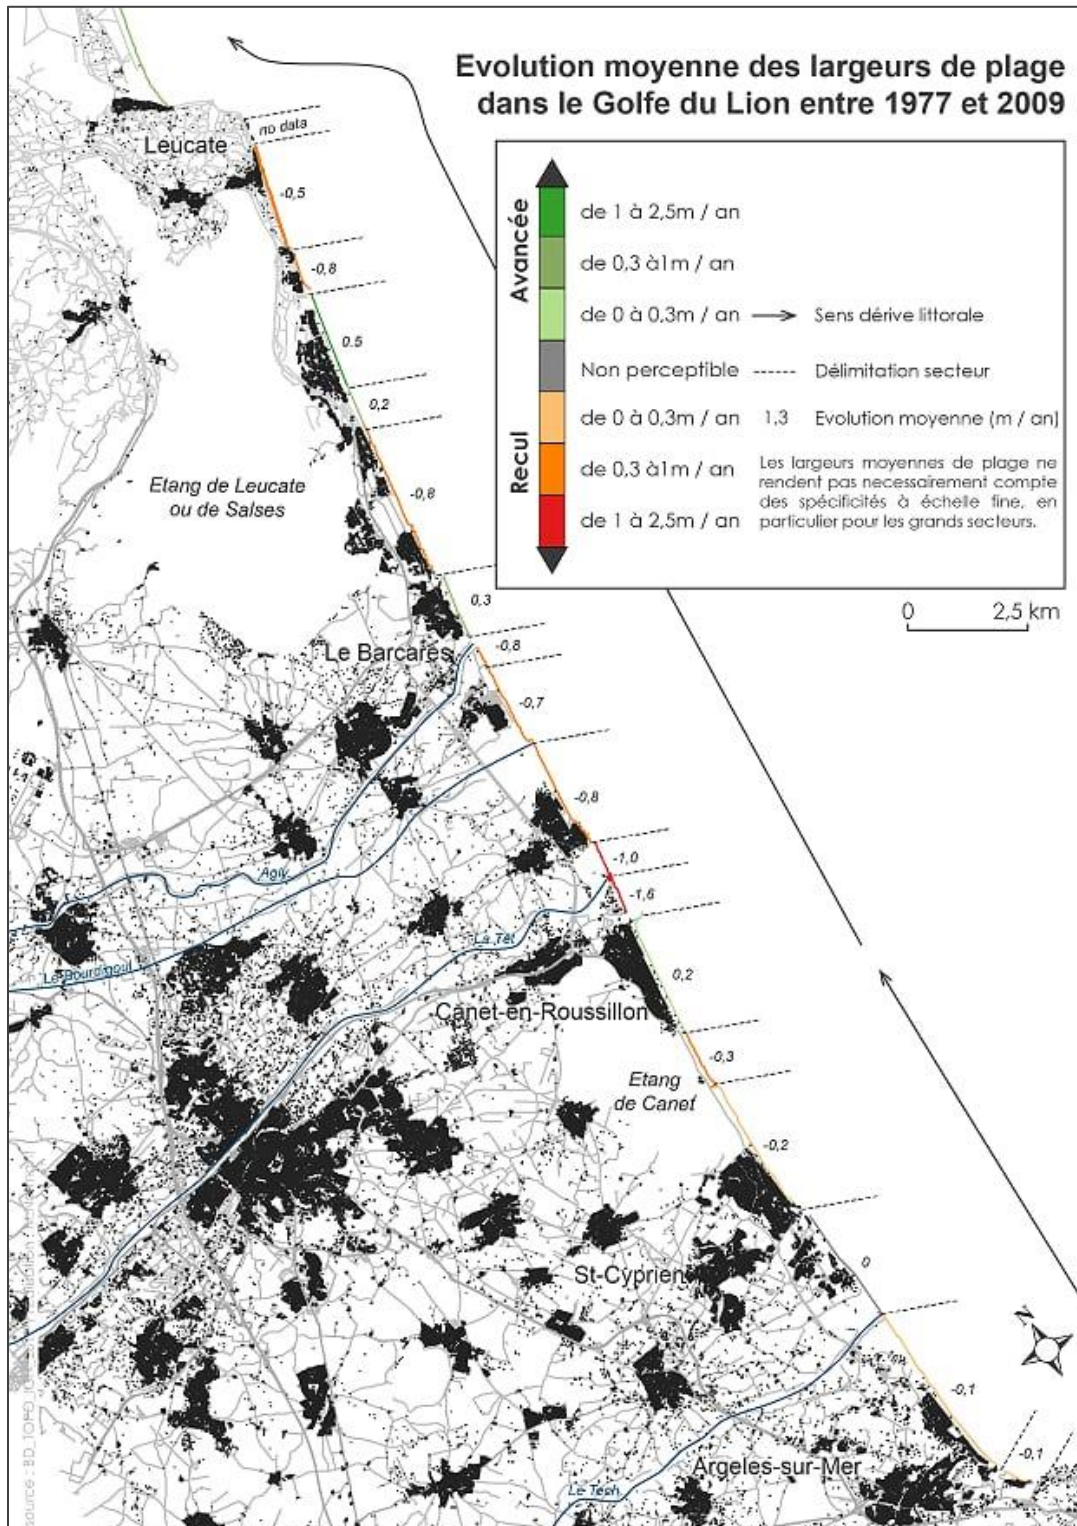 Evolution moyenne des largeurs de plage
dans le Golfe du Lion entre 1977 et 2009
Avancée
Recul
de 1 à 2,5m / an
de 0,3 à1m / an
de 0 à 0,3m / an
Non perceptible
de 0 à 0,3m / an
de 0,3 à1m / an
de 1 à 2,5m / an
Sens dérive littorale
Délimitation secteur
1,3 Evolution moyenne (m / an)
Les largeurs moyennes de plage ne
rendent pas necessairement compte
des spécificités à échelle fine, en
particulier pour les grands secteurs.
0 2,5 km
no data
Leucate
-0,5
-0,8
0.5
0,2
Etang de Leucate
ou de Salses
-0,8
0,3
Le Barcares
-0,8
-0,7
-0,8
-1,0
Agly
-1,6
La Têt
Le Bourdigoul
0,2
Canet-en-Roussillon
-0,3
Etang
de Canet
-0,2
0
St-Cyprien
N
-0,1
-0,1
Argeles-sur-Mer
Le Tech